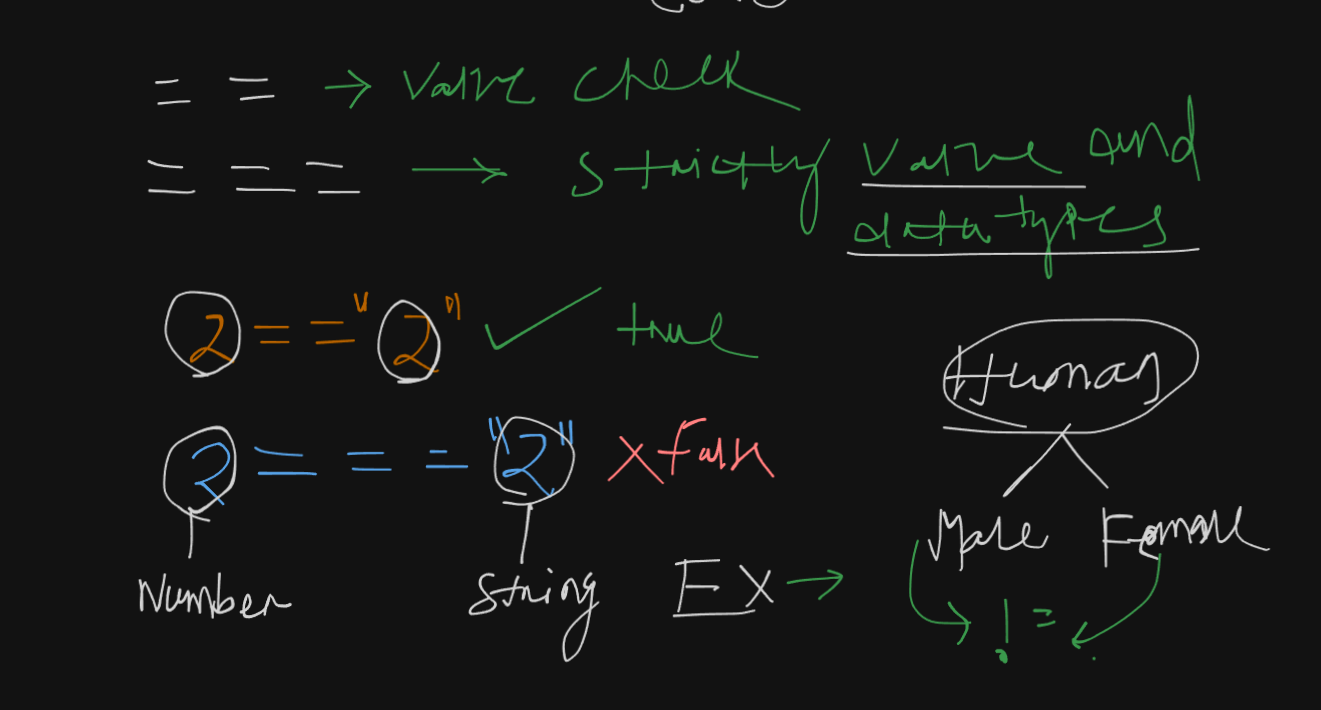 = = → Value check
= = = → Strictly value and
data types
2 = = "2" ✓ true
Human
2 = = = "2" X false
Male Female
Number String EX →
! =